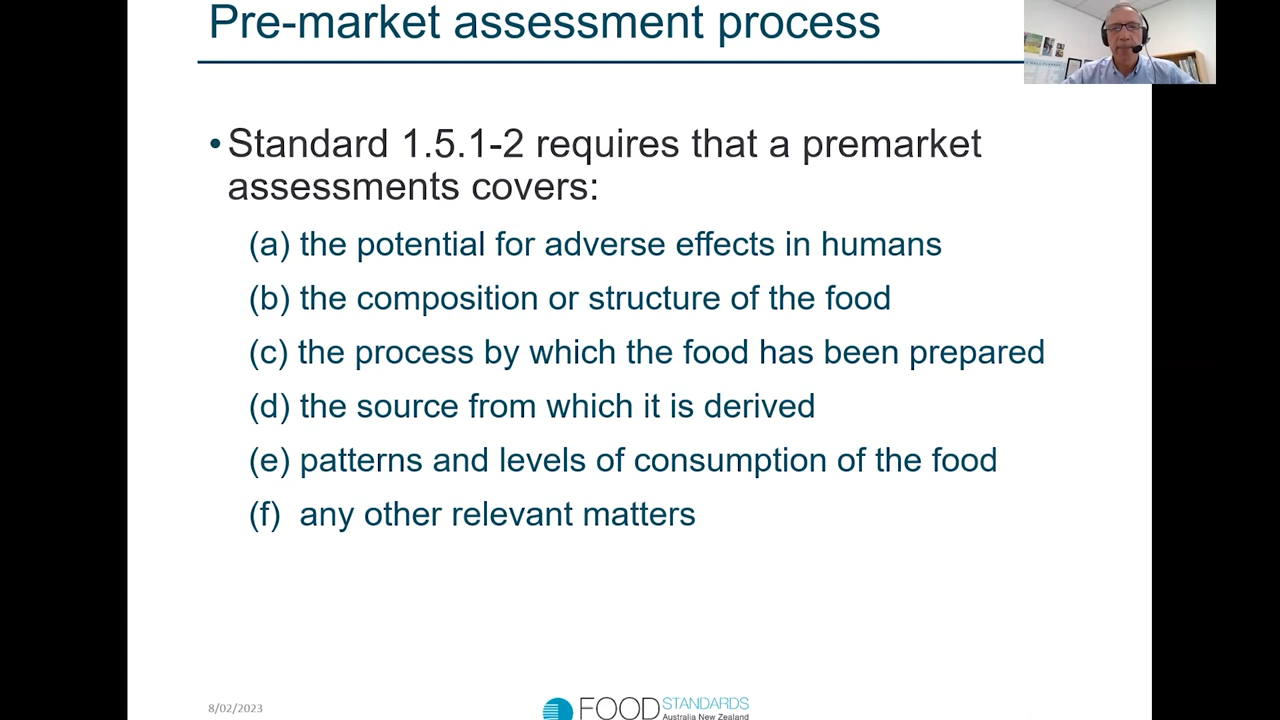 Pre-market assessment process
• Standard 1.5.1-2 requires that a premarket
assessments covers:
(a) the potential for adverse effects in humans
(b) the composition or structure of the food
(c) the process by which the food has been prepared
(d) the source from which it is derived
(e) patterns and levels of consumption of the food
(f) any other relevant matters
8/02/2023
FOOD STANDARDS
Australia New Zealand